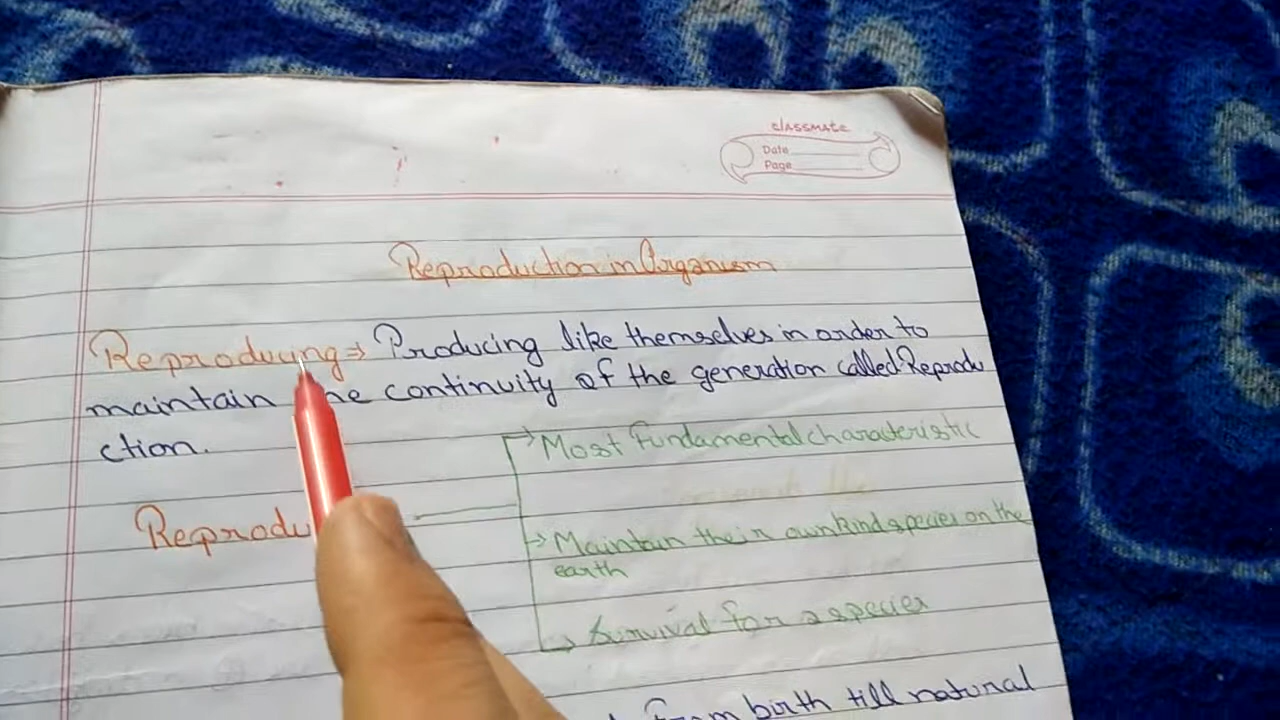 classmate
Date
Page
Reproduction in Organism
Reproducing ⇒ Producing like themselves in order to
maintain he continuity of the generation called Reprodu
ction.
→ Most Fundamental characteristic
Reprodu
→ Maintain their own kind species on the
earth
→ Survival for a species
From birth till natural